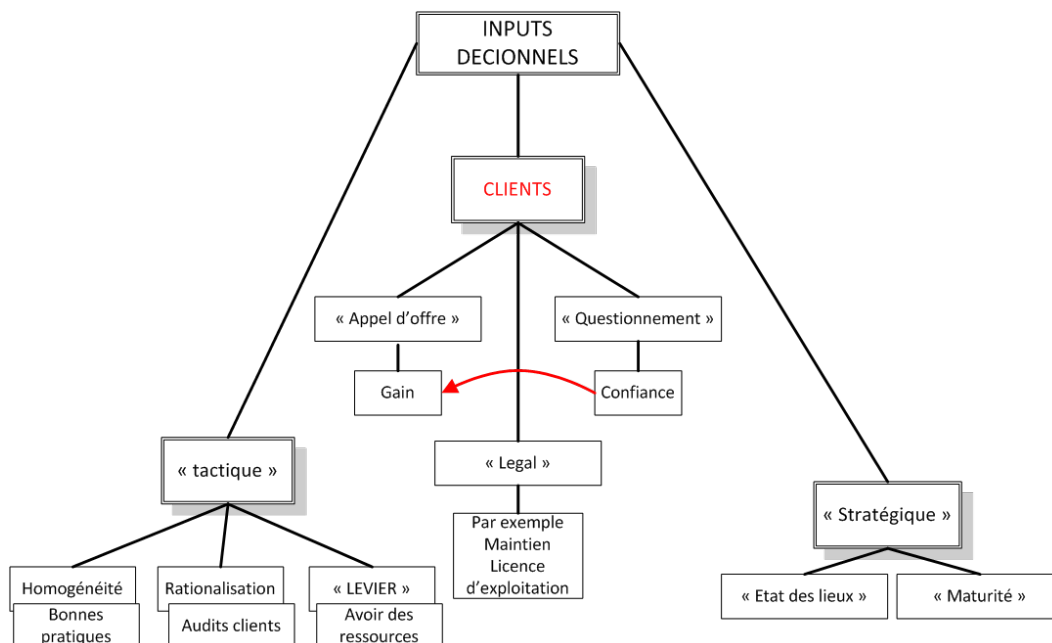 INPUTS
DECIONNELS
CLIENTS
« Appel d’offre »
« Questionnement »
Gain
Confiance
« tactique »
« Legal »
« Stratégique »
Par exemple
Maintien
Licence
d’exploitation
Homogénéité
Rationalisation
« LEVIER »
« Etat des lieux »
« Maturité »
Bonnes
pratiques
Audits clients
Avoir des
ressources